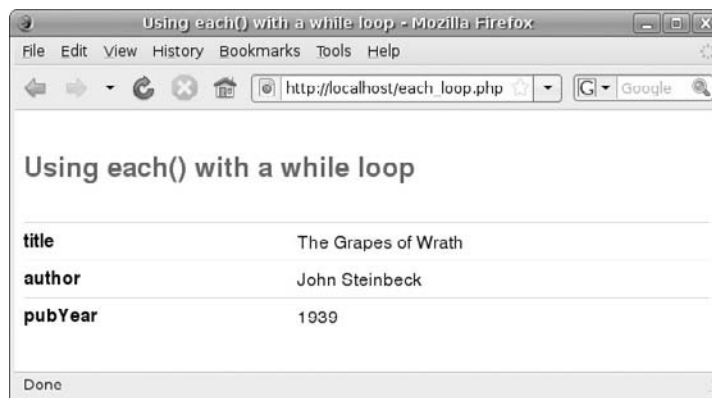 Using each() with a while loop - Mozilla Firefox
File Edit View History Bookmarks Tools Help
http://localhost/each_loop.php G Google
Using each() with a while loop
title The Grapes of Wrath
author John Steinbeck
pubYear 1939
Done